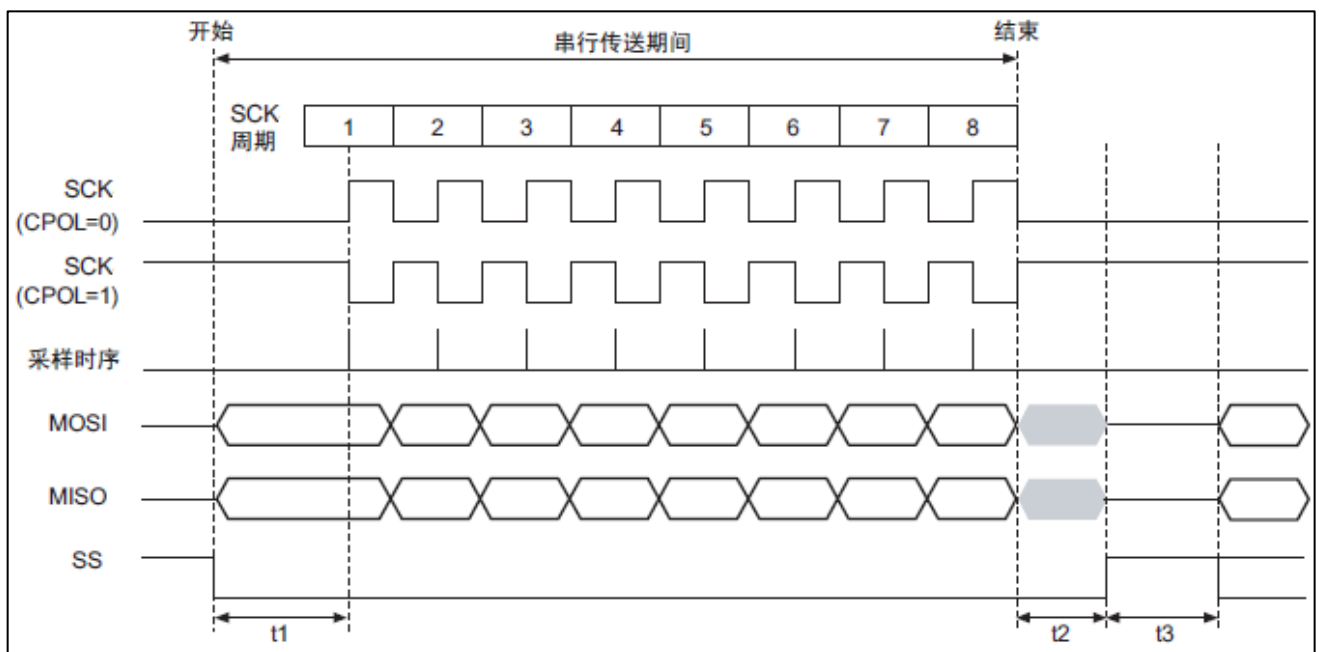 开始
结束
串行传送期间
SCK
周期
1 2 3 4 5 6 7 8
SCK
(CPOL=0)
SCK
(CPOL=1)
采样时序
MOSI
MISO
SS
t1
t2
t3